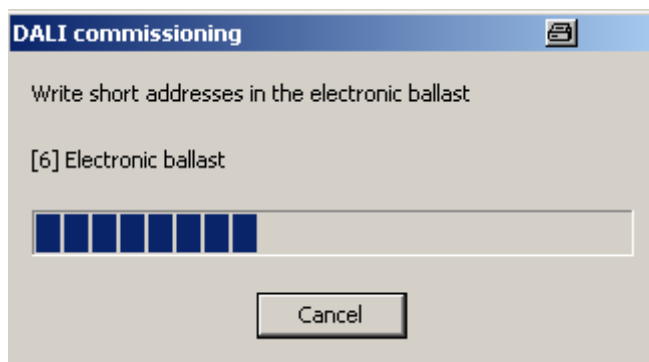 DALI commissioning
Write short addresses in the electronic ballast
[6] Electronic ballast
Cancel